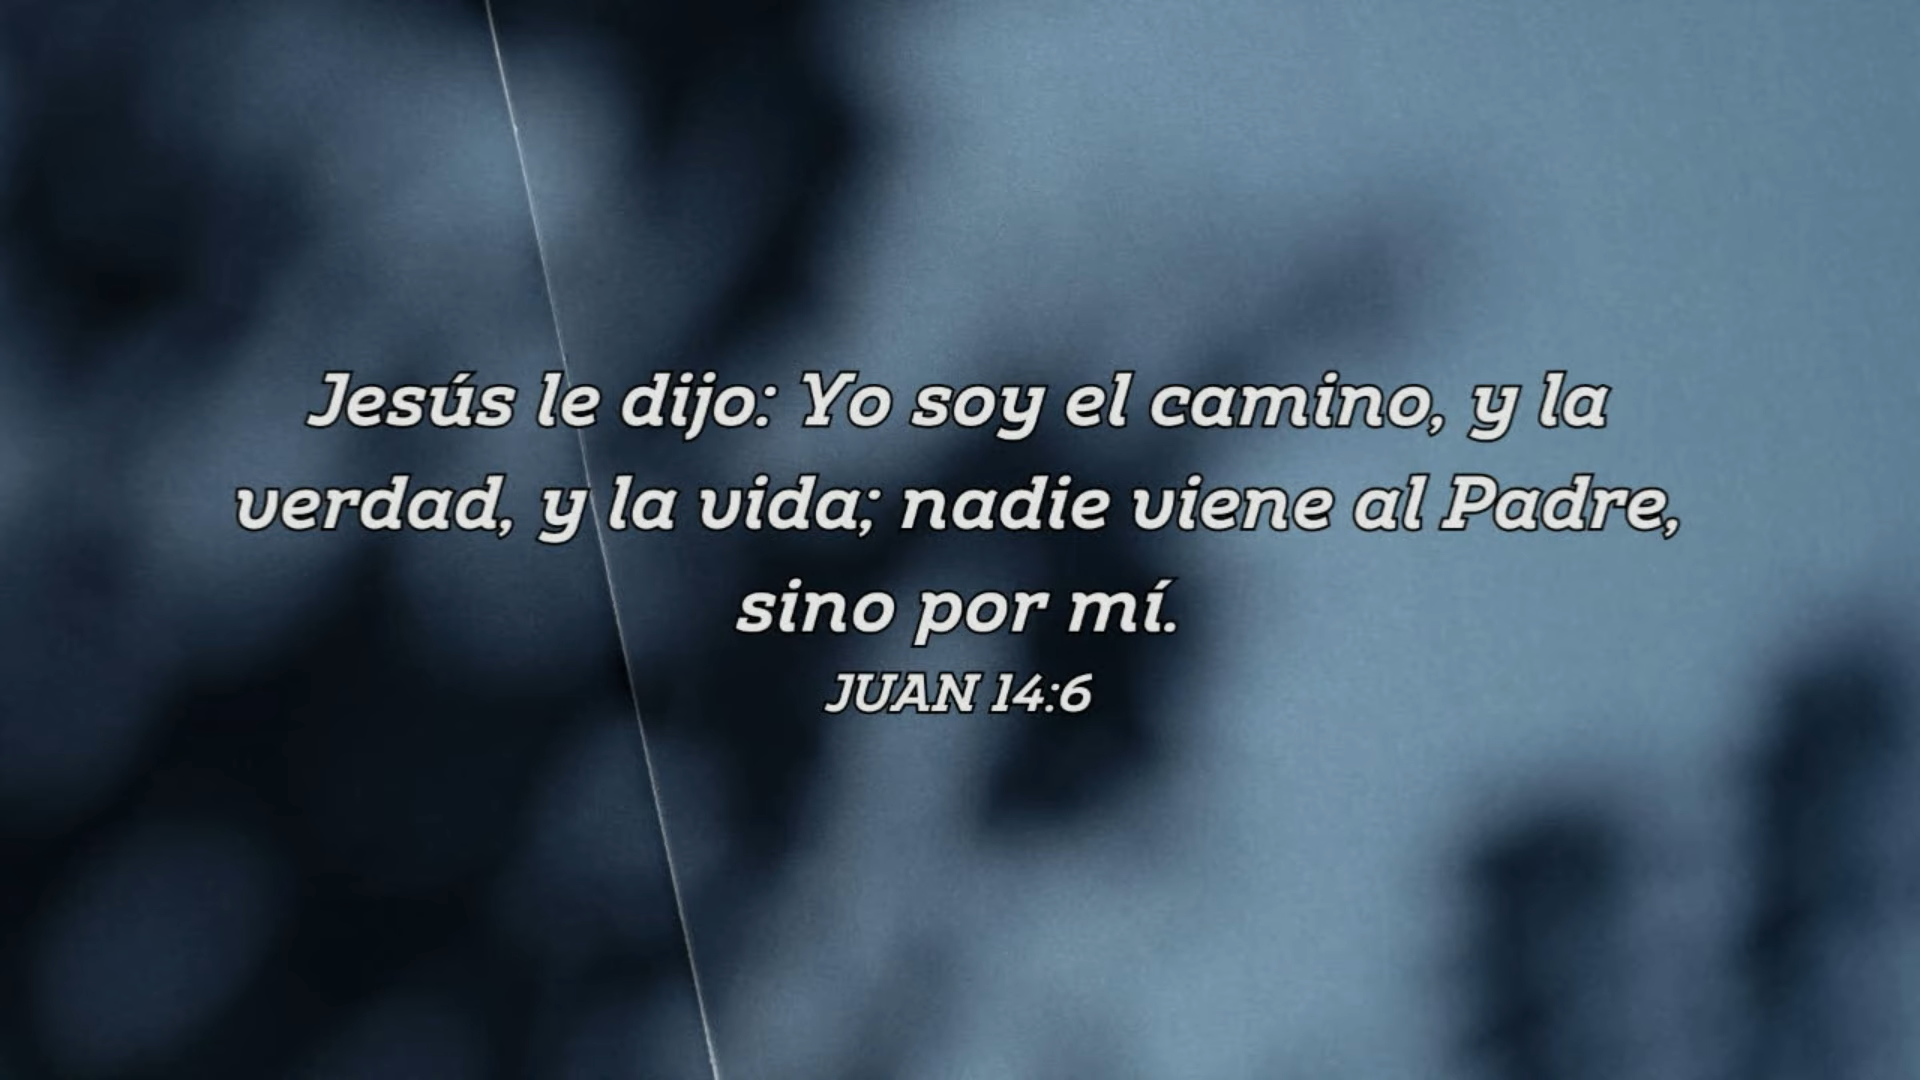 Jesús le dijo: Yo soy el camino, y la
verdad, y la vida; nadie viene al Padre,
sino por mí.
JUAN 14:6